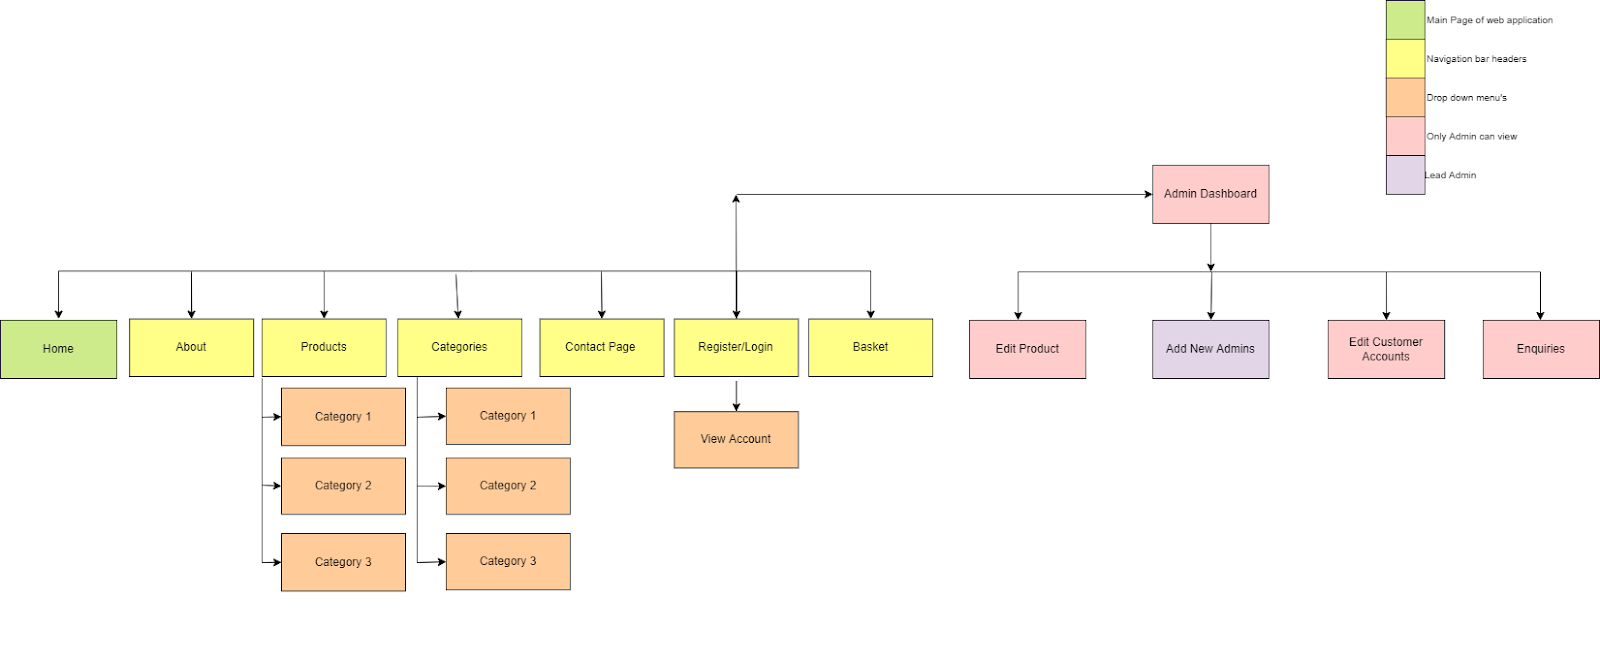 Main Page of web application
Navigation bar headers
Drop down menu's
Only Admin can view
Lead Admin
Admin Dashboard
Home
About
Products
Categories
Contact Page
Register/Login
Basket
Edit Product
Add New Admins
Edit Customer
Accounts
Enquiries
Category 1
Category 2
Category 3
Category 1
Category 2
Category 3
View Account